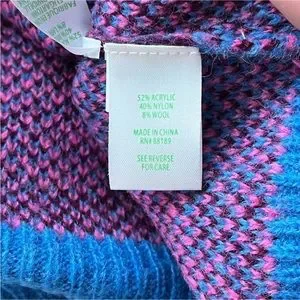 52% ACRYLIC
40% NYLON
8% WOOL
MADE IN CHINA
RN# 88189
SEE REVERSE
FOR CARE.